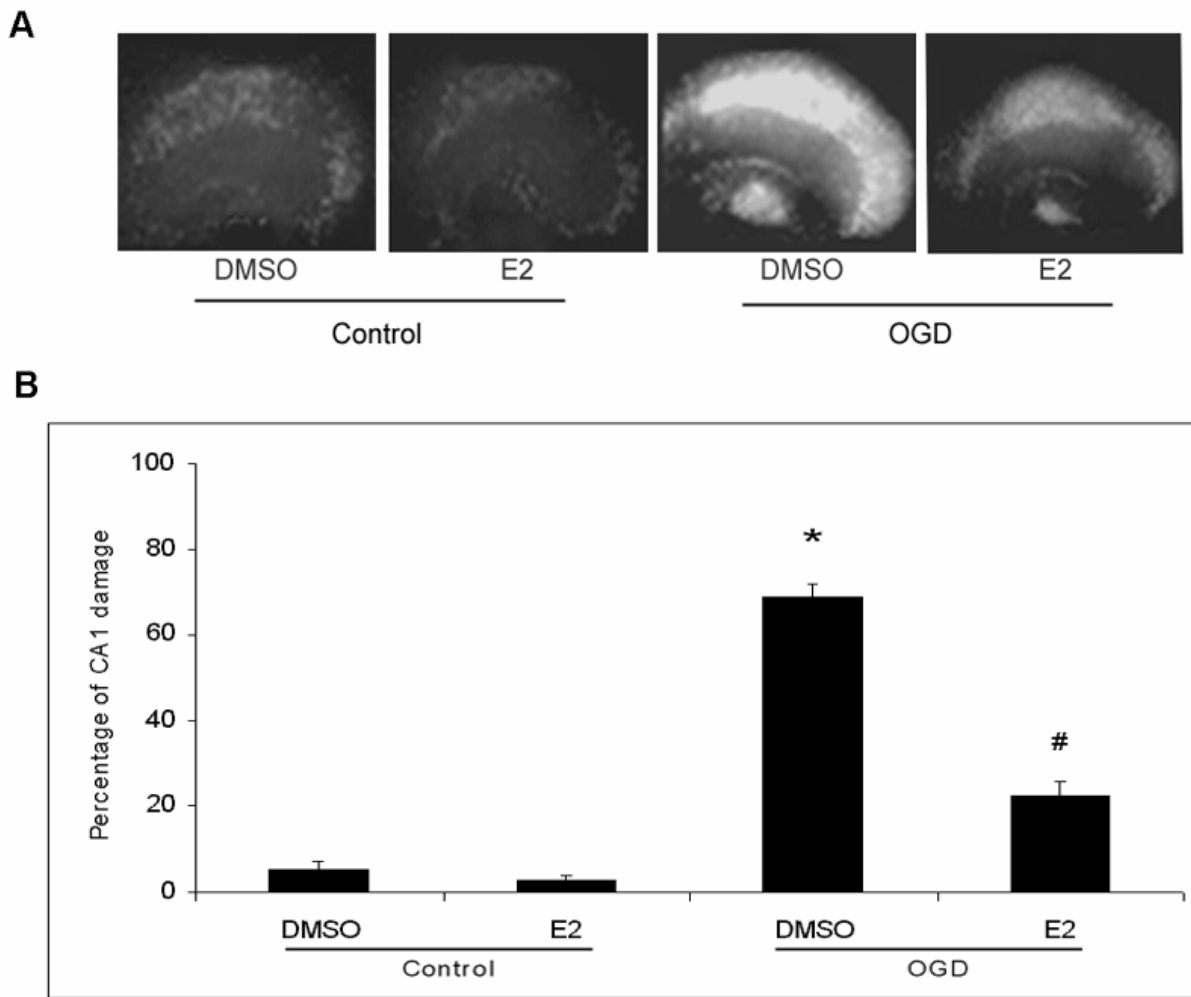 A
DMSO E2 DMSO E2
Control OGD
B
Percentage of CA1 damage
100
80
60
40
20
0
*
#
DMSO E2 DMSO E2
Control OGD